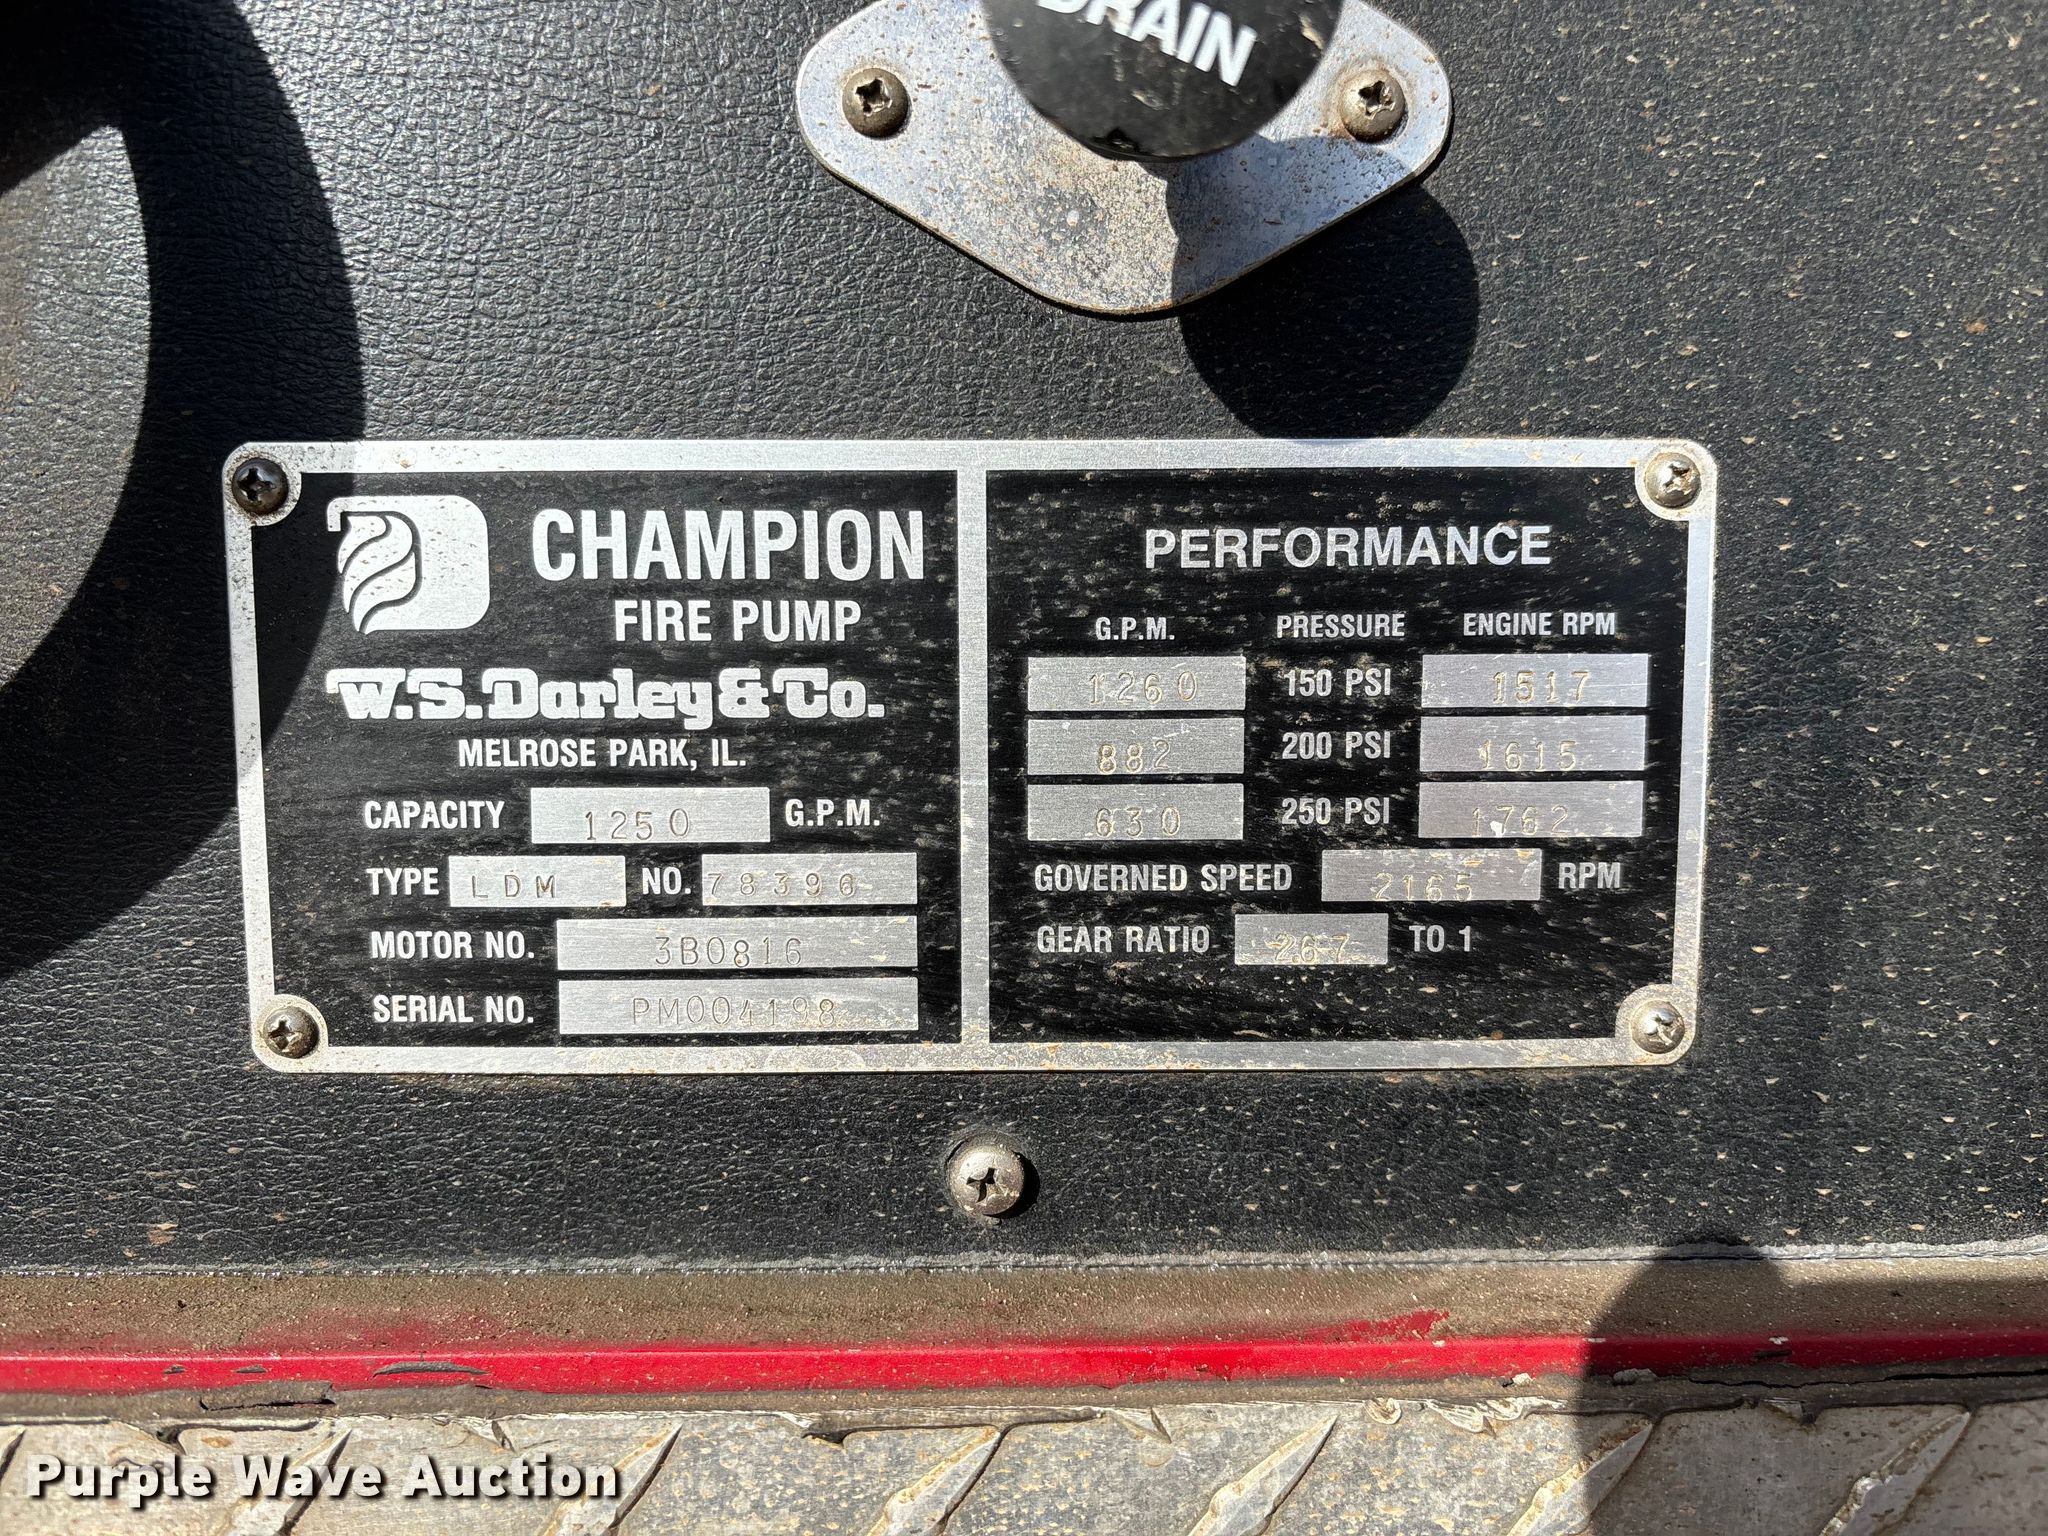 DRAIN
CHAMPION
FIRE PUMP
W.S.Darley & Co.
MELROSE PARK, IL.
CAPACITY 1250 G.P.M.
TYPE LDM NO. 78396
MOTOR NO. 3B0816
SERIAL NO. PM004198
PERFORMANCE
G.P.M. PRESSURE ENGINE RPM
1260 150 PSI 1517
882 200 PSI 1615
630 250 PSI 1762
GOVERNED SPEED 2165 RPM
GEAR RATIO 267 TO 1
Purple Wave Auction